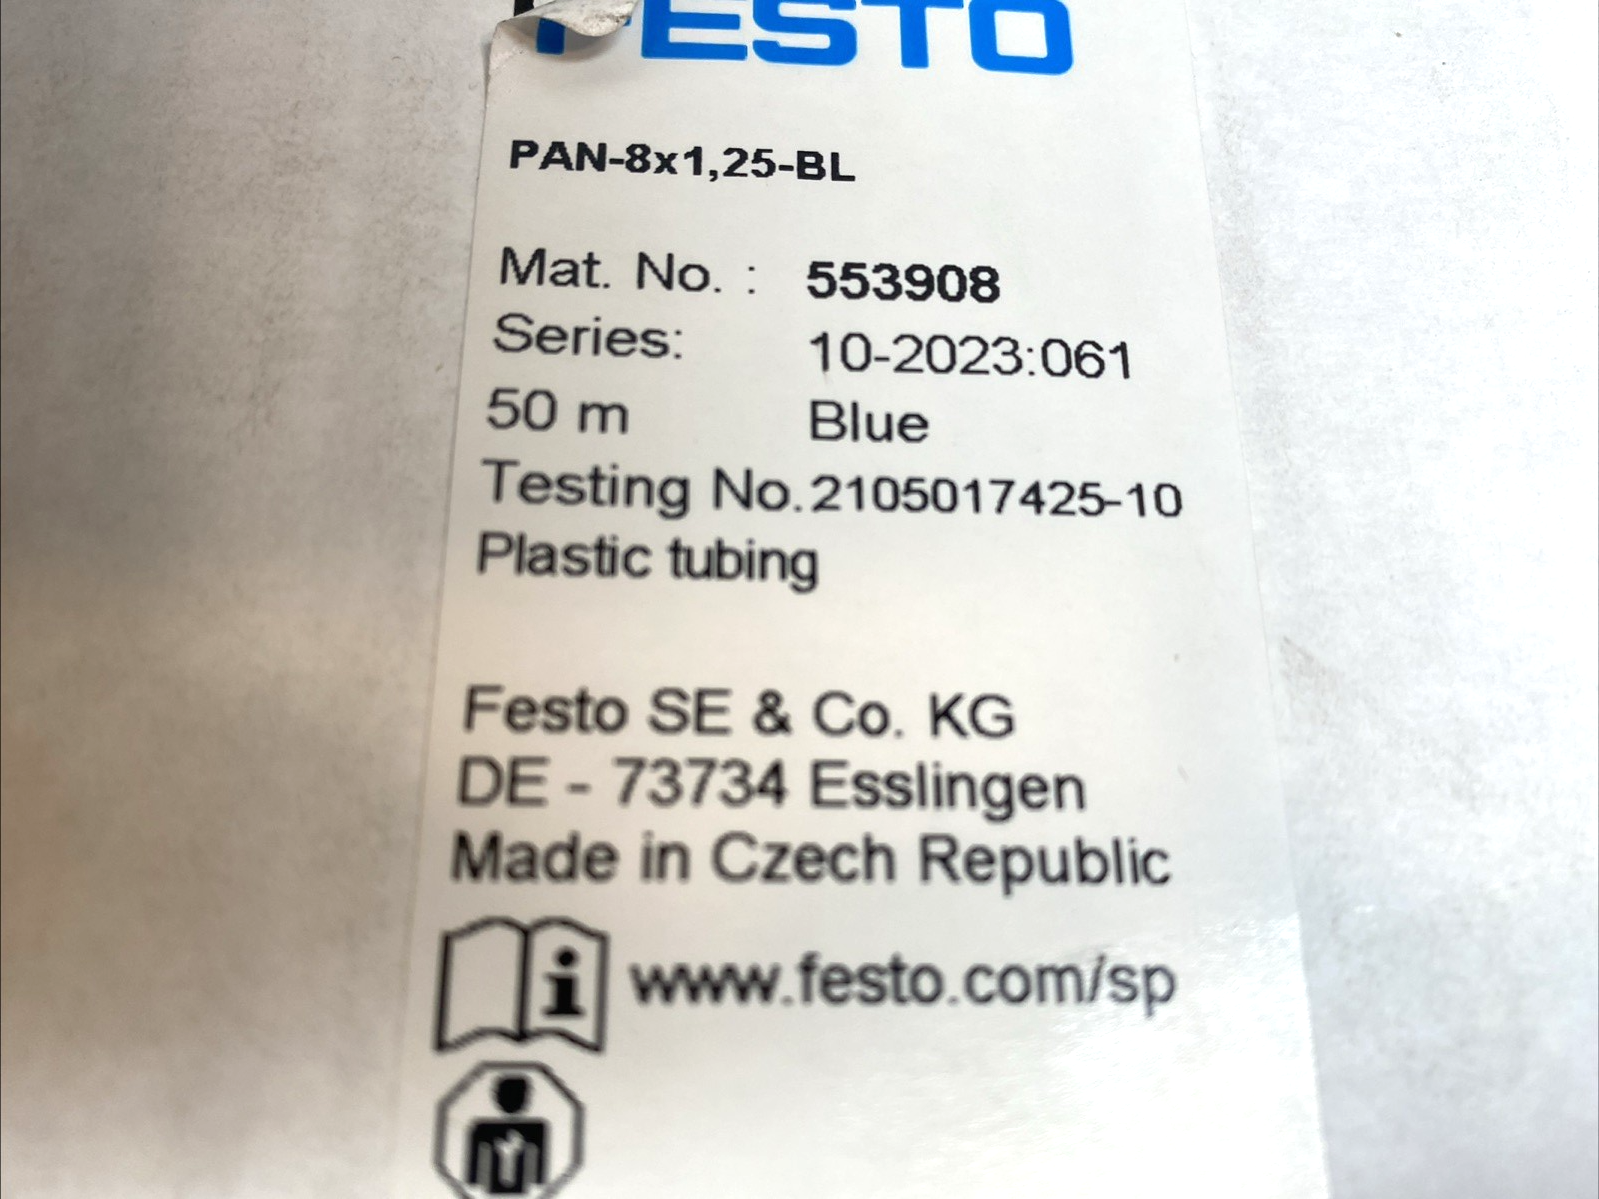 FESTO
PAN-8x1,25-BL
Mat. No. : 553908
Series: 10-2023:061
50 m Blue
Testing No. 2105017425-10
Plastic tubing
Festo SE & Co. KG
DE - 73734 Esslingen
Made in Czech Republic
i www.festo.com/sp